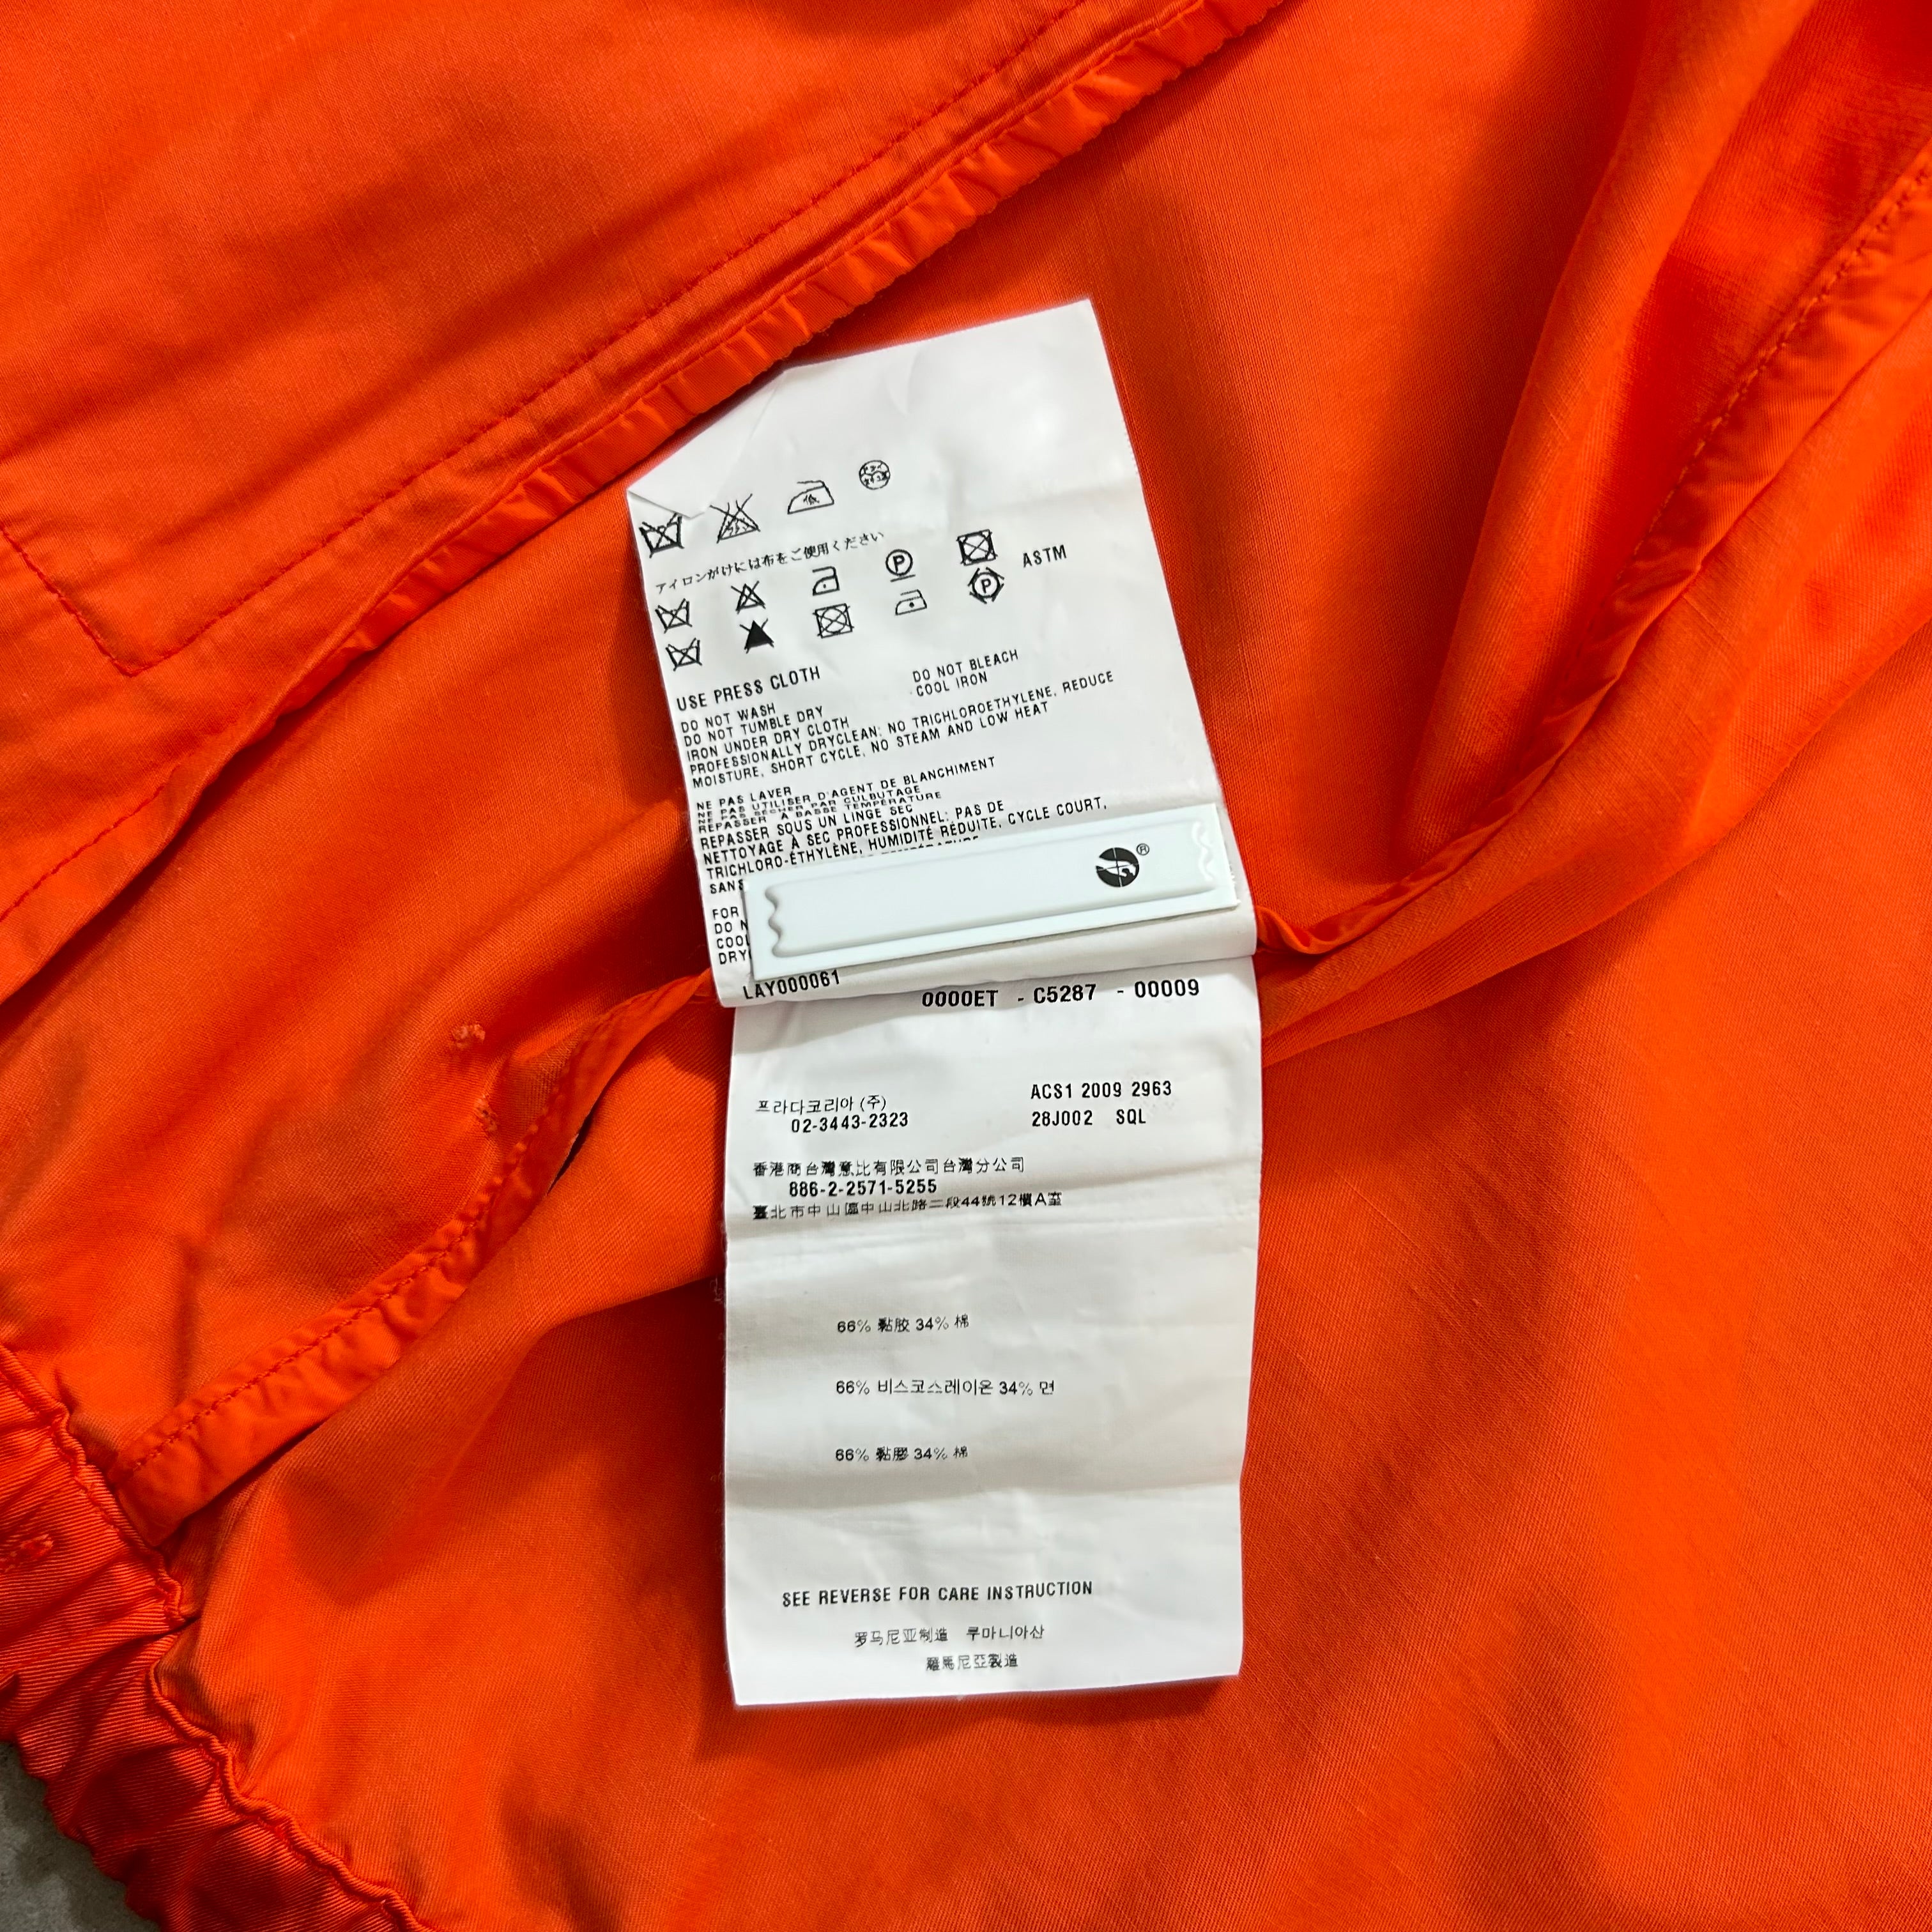 低
アイロンがけには布をご使用ください
P
ASTM
P
USE PRESS CLOTH
DO NOT BLEACH
COOL IRON
DO NOT WASH
DO NOT TUMBLE DRY
IRON UNDER DRY CLOTH
PROFESSIONALLY DRYCLEAN: NO TRICHLOROETHYLENE, REDUCE
MOISTURE, SHORT CYCLE, NO STEAM AND LOW HEAT
NE PAS LAVER
NE PAS UTILISER D'AGENT DE BLANCHIMENT
NE PAS SÉCHER PAR CULBUTAGE
REPASSER À BASSE TEMPÉRATURE
REPASSER SOUS UN LINGE SEC
NETTOYAGE À SEC PROFESSIONNEL: PAS DE
TRICHLORO-ÉTHYLÈNE, HUMIDITÉ RÉDUITE, CYCLE COURT,
SANS
FOR
DO N
COOL
DRY
®
LAY000061
0000ET - C5287 - 00009
프라다코리아 (주)
02-3443-2323
ACS1 2009 2963
28J002 SQL
香港商台灣意比有限公司台灣分公司
886-2-2571-5255
臺北市中山區中山北路二段44號12樓A室
66% 黏胶 34% 棉
66% 비스코스레이온 34% 면
66% 黏膠 34% 棉
SEE REVERSE FOR CARE INSTRUCTION
罗马尼亚制造 루마니아산
羅馬尼亞製造